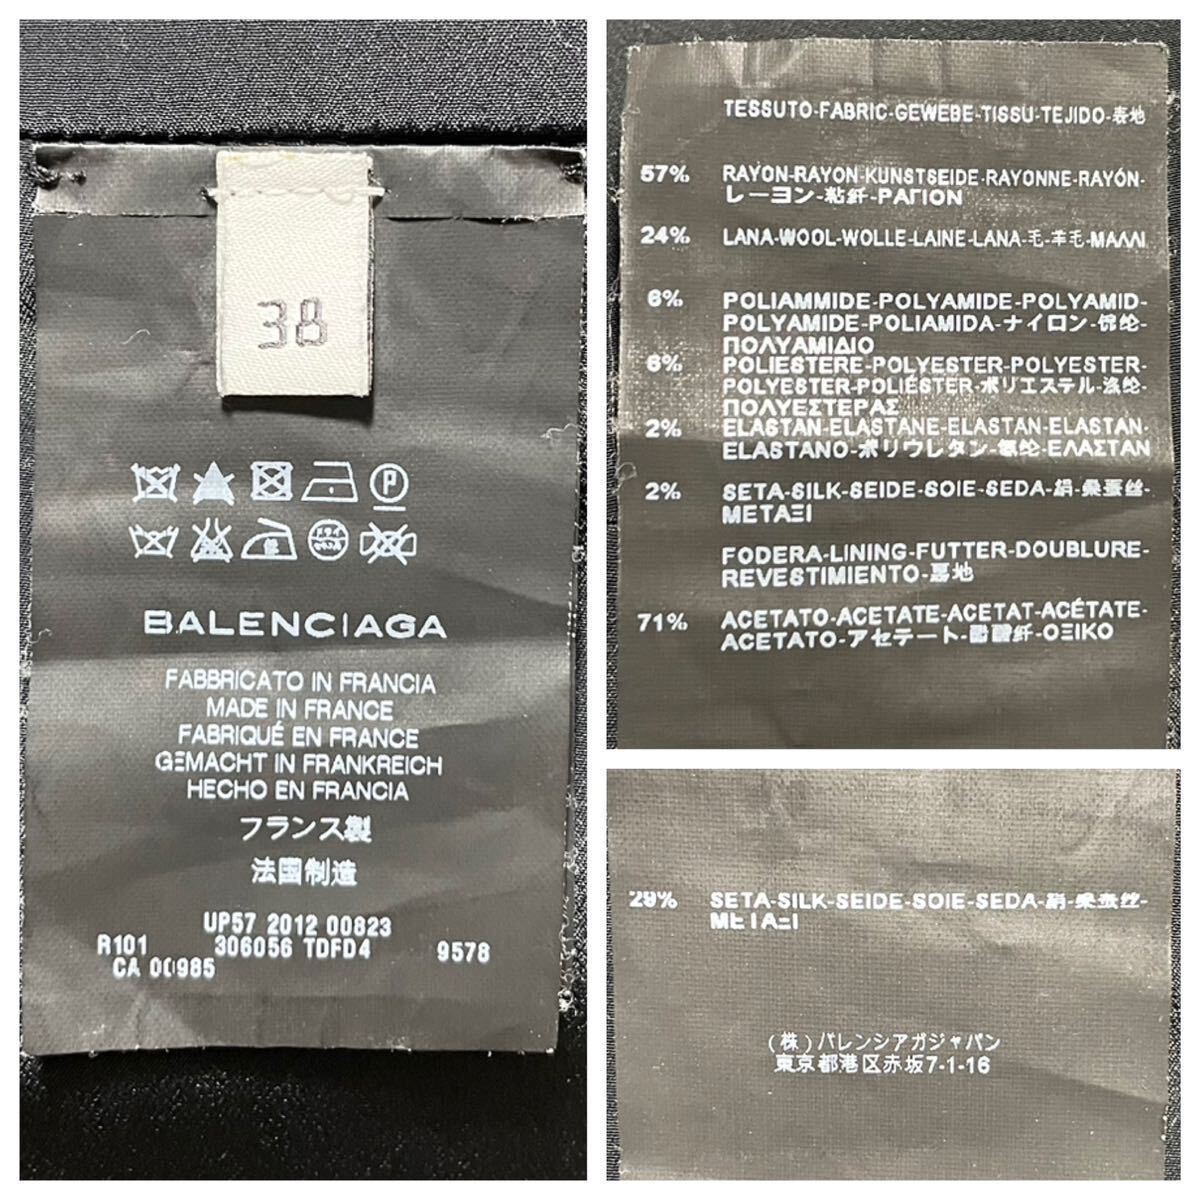 38
BALENCIAGA
FABBRICATO IN FRANCIA
MADE IN FRANCE
FABRIQUÉ EN FRANCE
GEMACHT IN FRANKREICH
HECHO EN FRANCIA
フランス製
法国制造
UP57 2012 00823
R101 306056 TDFD4 9578
CA 00985
TESSUTO-FABRIC-GEWEBE-TISSU-TEJIDO-表地
57% RAYON-RAYON-KUNSTSEIDE-RAYONNE-RAYÓN-
レーヨン-粘纤-ΡΑΓΙΟΝ
24% LANA-WOOL-WOLLE-LAINE-LANA-毛-羊毛-ΜΑΛΛΙ
6% POLIAMMIDE-POLYAMIDE-POLYAMID-
POLYAMIDE-POLIAMIDA-ナイロン-锦纶-
ΠΟΛΥΑΜΙΔΙΟ
6% POLIESTERE-POLYESTER-POLYESTER-
POLYESTER-POLIÉSTER-ポリエステル-涤纶-
ΠΟΛΥΕΣΤΕΡΑΣ
2% ELASTAN-ELASTANE-ELASTAN-ELASTAN-
ELASTANO-ポリウレタン-氨纶-ΕΛΑΣΤΑΝ
2% SETA-SILK-SEIDE-SOIE-SEDA-絹-桑蚕丝-
ΜΕΤΑΞΙ
FODERA-LINING-FUTTER-DOUBLURE-
REVESTIMIENTO-裏地
71% ACETATO-ACETATE-ACETAT-ACÉTATE-
ACETATO-アセテート-醋酸纤-ΟΞΙΚΟ
29% SETA-SILK-SEIDE-SOIE-SEDA-絹-桑蚕丝-
ΜΕΤΑΞΙ
(株)バレンシアガジャパン
東京都港区赤坂7-1-16